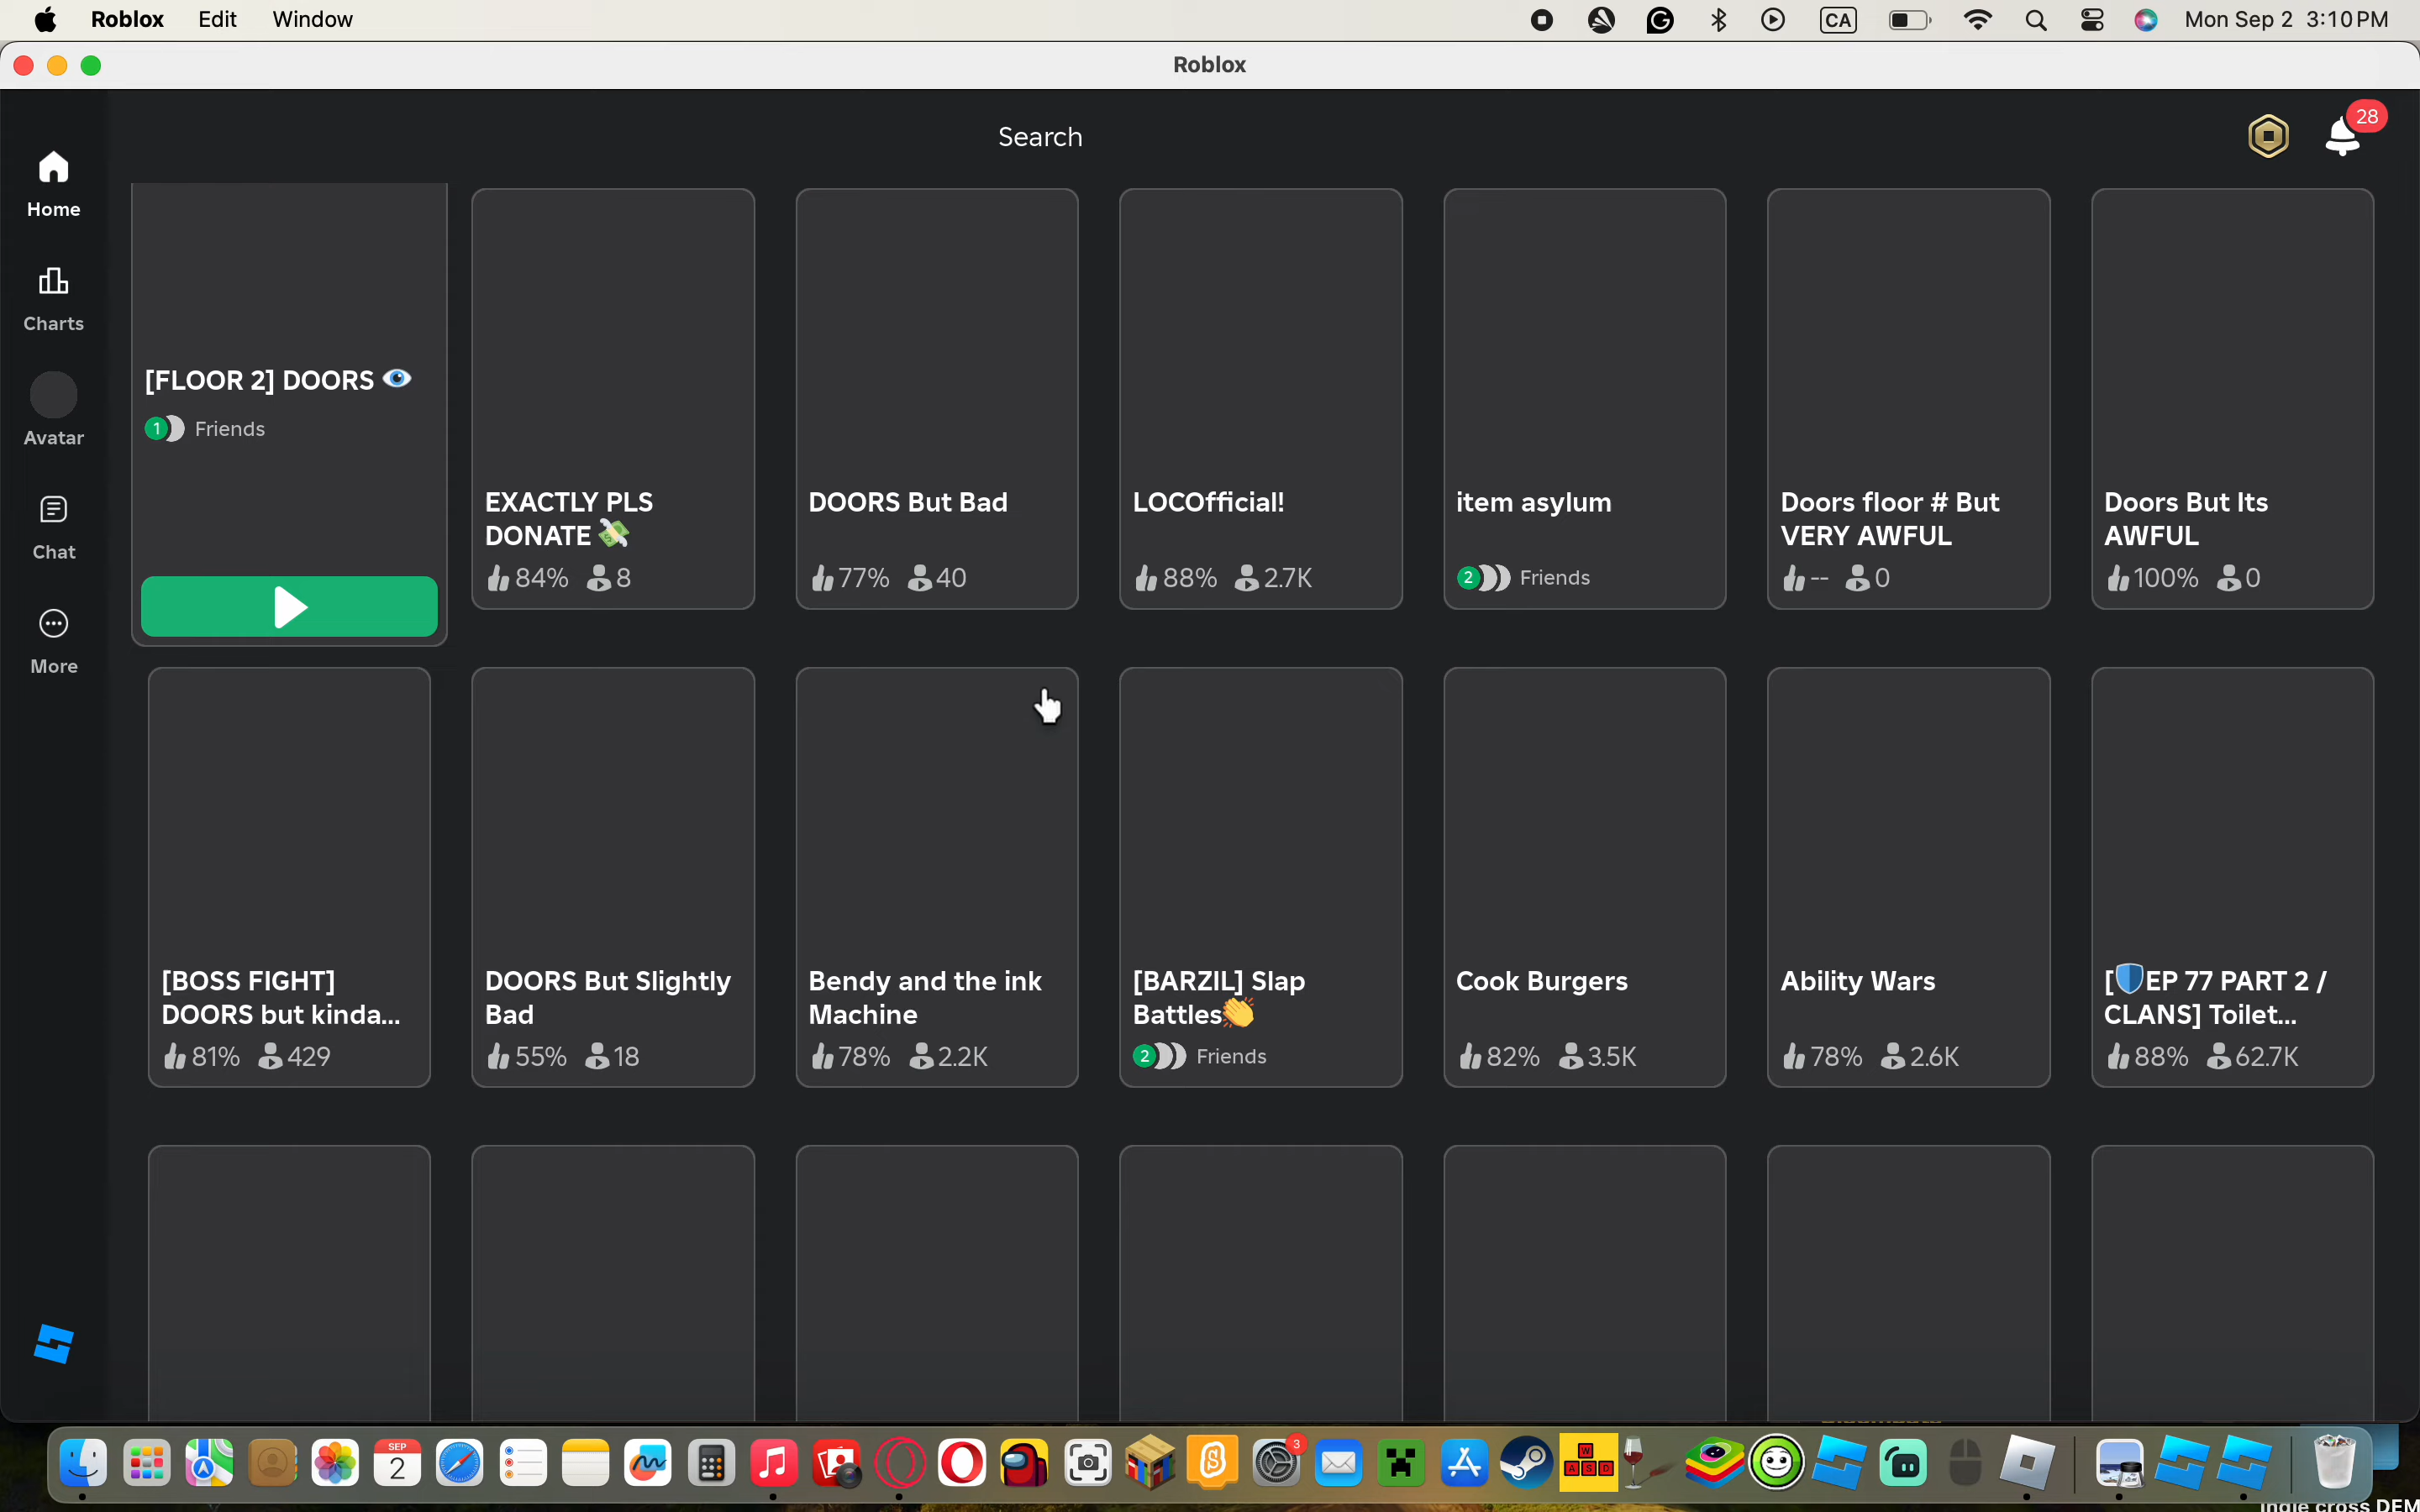 Roblox Edit Window CA Mon Sep 2 3:10 PM
Roblox
Search
28
Home
Charts
Avatar
Chat
More
[FLOOR 2] DOORS 👁
1 Friends
EXACTLY PLS
DONATE 💸
84% 8
DOORS But Bad
77% 40
LOCOfficial!
88% 2.7K
item asylum
2 Friends
Doors floor # But
VERY AWFUL
-- 0
Doors But Its
AWFUL
100% 0
[BOSS FIGHT]
DOORS but kinda...
81% 429
DOORS But Slightly
Bad
55% 18
Bendy and the ink
Machine
78% 2.2K
[BARZIL] Slap
Battles👏
2 Friends
Cook Burgers
82% 3.5K
Ability Wars
78% 2.6K
[🛡EP 77 PART 2 /
CLANS] Toilet...
88% 62.7K
SEP
2
3
W
A S D
Indie cross DEM